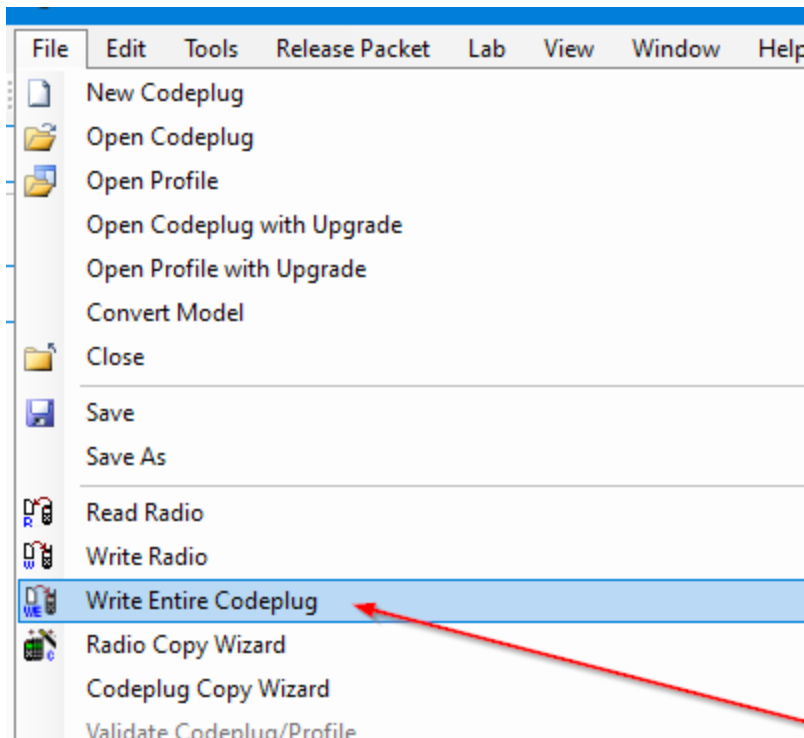 File Edit Tools Release Packet Lab View Window Help
New Codeplug
Open Codeplug
Open Profile
Open Codeplug with Upgrade
Open Profile with Upgrade
Convert Model
Close
Save
Save As
Read Radio
Write Radio
Write Entire Codeplug
Radio Copy Wizard
Codeplug Copy Wizard
Validate Codeplug/Profile